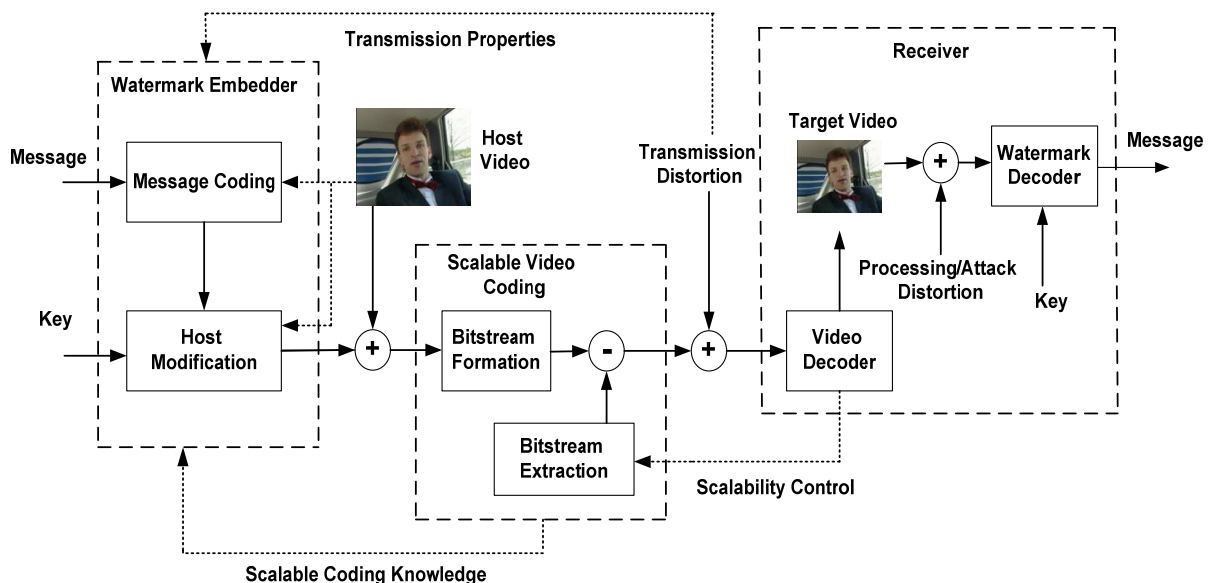 Transmission Properties
Receiver
Watermark Embedder
Host
Video
Target Video
Message
Message Coding
Transmission
Distortion
+
Watermark
Decoder
Message
Scalable Video
Coding
Processing/Attack
Distortion
Key
Key
Host
Modification
+
Bitstream
Formation
-
+
Video
Decoder
Bitstream
Extraction
Scalability Control
Scalable Coding Knowledge